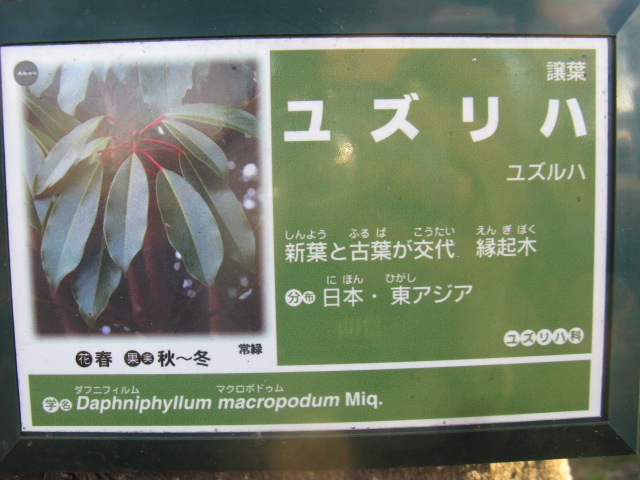 Aboc
譲葉
ユズリハ
ユズルハ
しんよう ふるば こうたい えんぎぼく
新葉と古葉が交代 縁起木
にほん ひがし
分布 日本・東アジア
ユズリハ科
花 春 果実 秋〜冬 常緑
ダフニフィルム マクロポドゥム
学名 Daphniphyllum macropodum Miq.